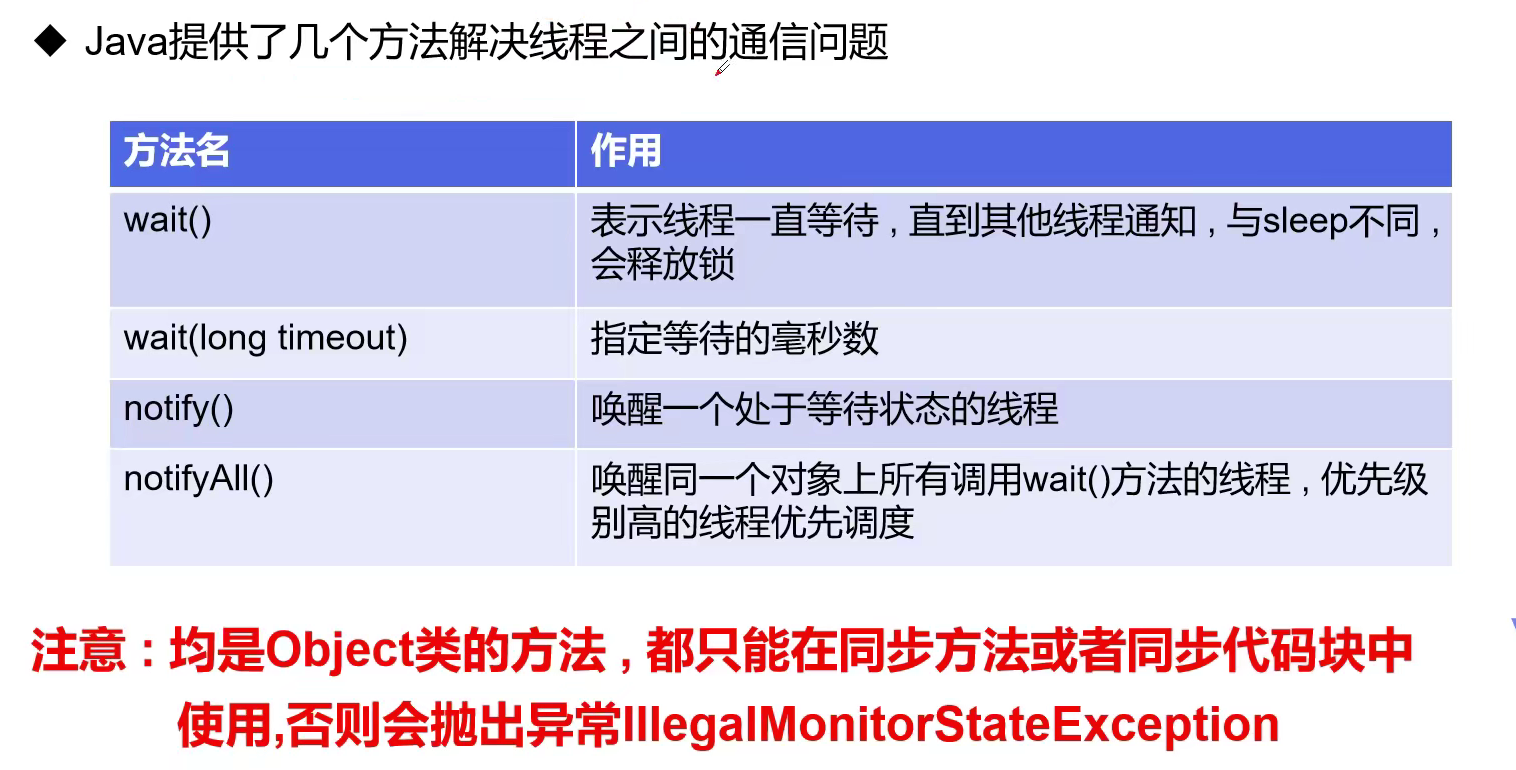 ◆ Java提供了几个方法解决线程之间的通信问题
方法名 作用
wait() 表示线程一直等待 , 直到其他线程通知 , 与sleep不同 ,
会释放锁
wait(long timeout) 指定等待的毫秒数
notify() 唤醒一个处于等待状态的线程
notifyAll() 唤醒同一个对象上所有调用wait()方法的线程 , 优先级
别高的线程优先调度
注意 : 均是Object类的方法 , 都只能在同步方法或者同步代码块中
使用,否则会抛出异常IllegalMonitorStateException